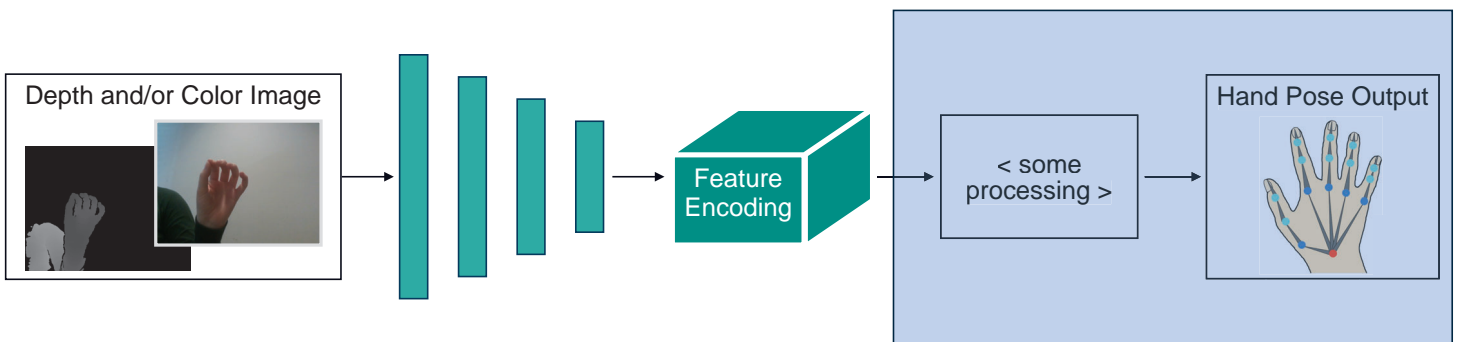 Depth and/or Color Image
Feature
Encoding
< some
processing >
Hand Pose Output